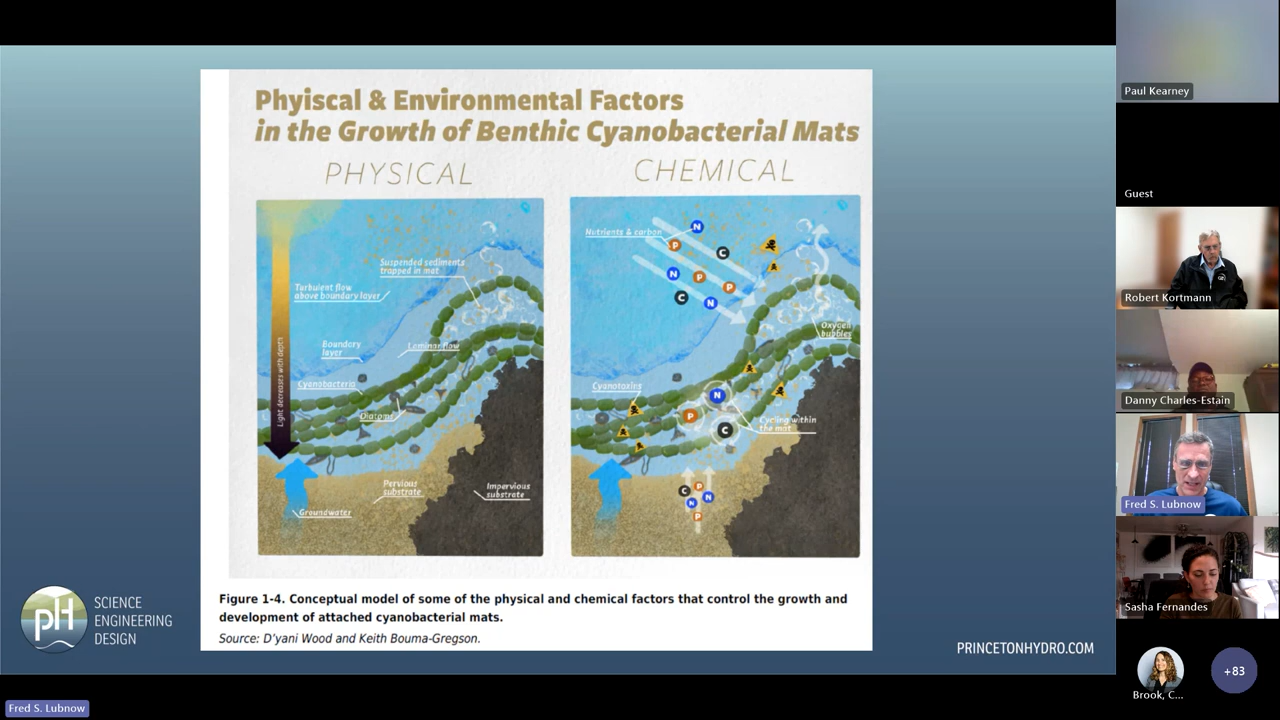 Phyiscal & Environmental Factors
in the Growth of Benthic Cyanobacterial Mats
PHYSICAL
CHEMICAL
Suspended sediments
trapped in mat
Turbulent flow
above boundary layer
Boundary
layer
Laminar flow
Light decreases with depth
Cyanobacteria
Diatoms
Pervious
substrate
Impervious
substrate
Groundwater
Nutrients & carbon
N
P
C
N
P
P
C
N
Oxygen
bubbles
Cyanotoxins
N
P
C
Cycling within
the mat
C
P
N
N
P
Figure 1-4. Conceptual model of some of the physical and chemical factors that control the growth and
development of attached cyanobacterial mats.
Source: D'yani Wood and Keith Bouma-Gregson.
pH
SCIENCE
ENGINEERING
DESIGN
PRINCETONHYDRO.COM
Fred S. Lubnow
Paul Kearney
Guest
Robert Kortmann
Danny Charles-Estain
Fred S. Lubnow
Sasha Fernandes
Brook, C...
+83